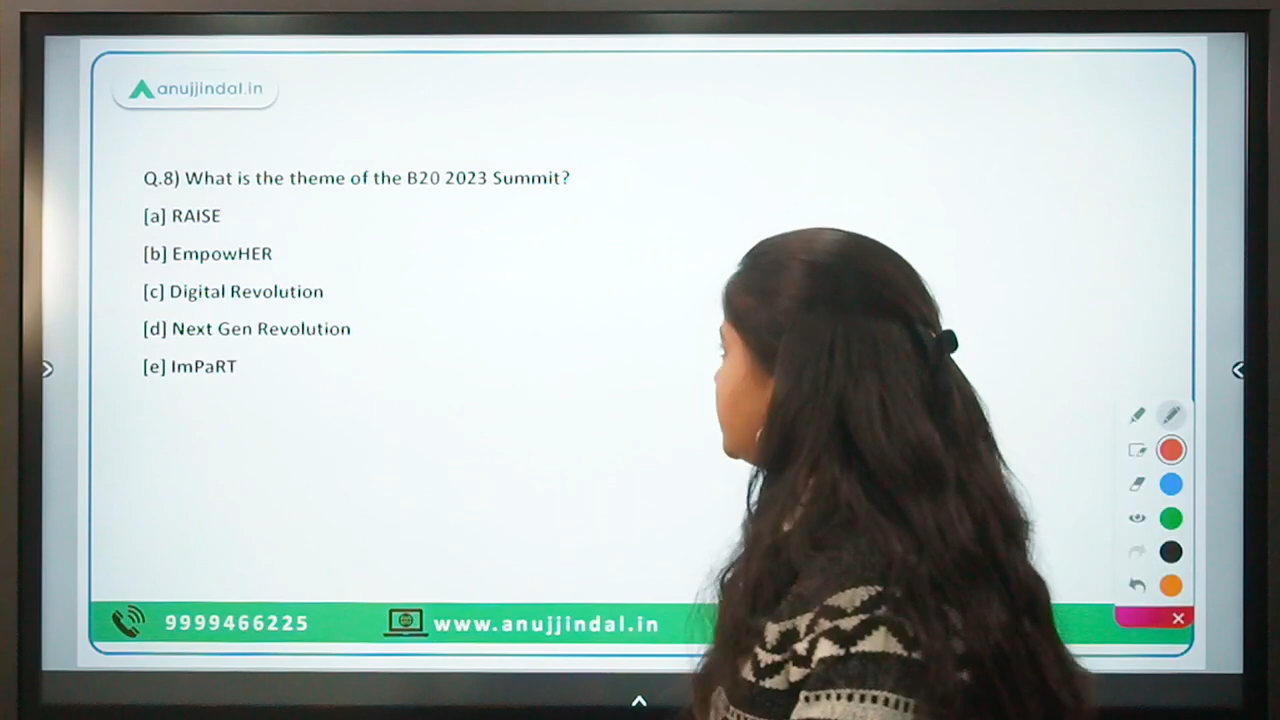 anujjindal.in
Q.8) What is the theme of the B20 2023 Summit?
[a] RAISE
[b] EmpowHER
[c] Digital Revolution
[d] Next Gen Revolution
[e] ImPaRT
9999466225
www.anujjindal.in